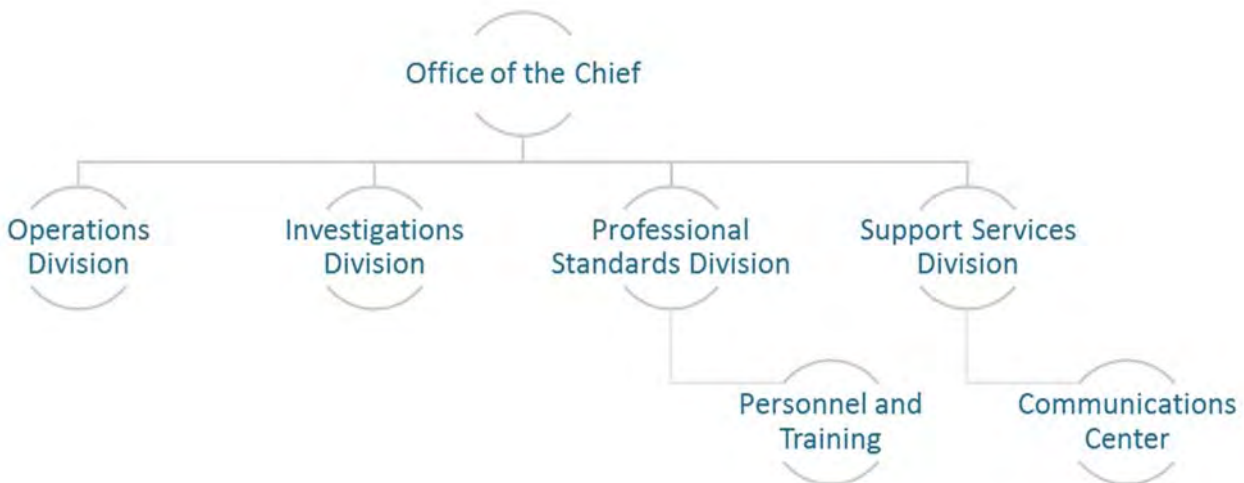 Office of the Chief
Operations
Division
Investigations
Division
Professional
Standards Division
Support Services
Division
Personnel and
Training
Communications
Center